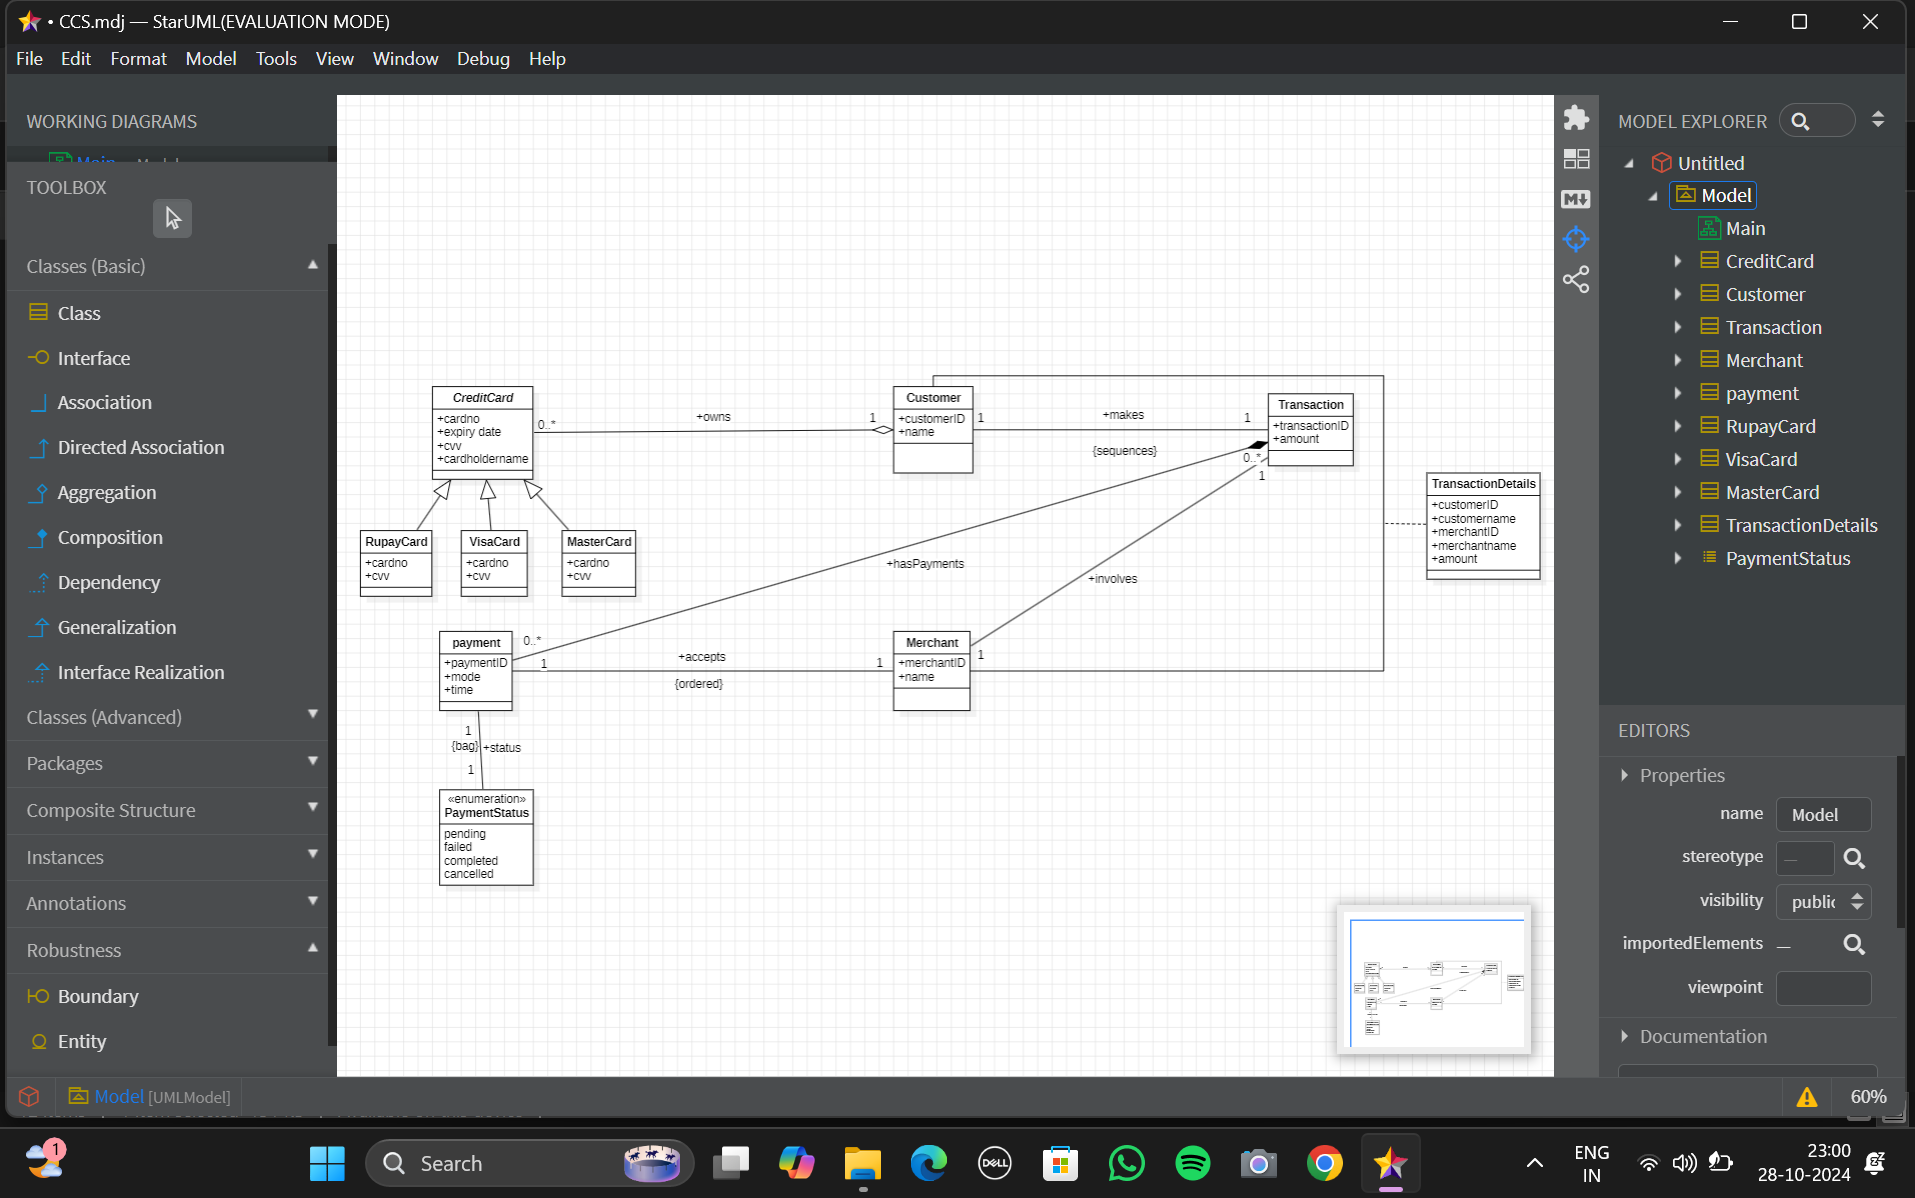 CCS.mdj — StarUML(EVALUATION MODE)
File Edit Format Model Tools View Window Debug Help
WORKING DIAGRAMS
TOOLBOX
Classes (Basic)
Class
Interface
Association
Directed Association
Aggregation
Composition
Dependency
Generalization
Interface Realization
Classes (Advanced)
Packages
Composite Structure
Instances
Annotations
Robustness
Boundary
Entity
CreditCard
+cardno
+expiry date
+cvv
+cardholdername
0..*
+owns
1
Customer
+customerID
+name
1
+makes
1
{sequences}
Transaction
+transactionID
+amount
0..*
1
TransactionDetails
+customerID
+customername
+merchantID
+merchantname
+amount
RupayCard
+cardno
+cvv
VisaCard
+cardno
+cvv
MasterCard
+cardno
+cvv
+hasPayments
+involves
payment
+paymentID
+mode
+time
0..*
1
+accepts
{ordered}
1
Merchant
+merchantID
+name
1
1
{bag}
+status
1
«enumeration»
PaymentStatus
pending
failed
completed
cancelled
MODEL EXPLORER
Untitled
Model
Main
CreditCard
Customer
Transaction
Merchant
payment
RupayCard
VisaCard
MasterCard
TransactionDetails
PaymentStatus
EDITORS
Properties
name Model
stereotype —
visibility public
importedElements —
viewpoint
Documentation
Model [UMLModel]
60%
1
Search
DELL
ENG
IN
23:00
28-10-2024